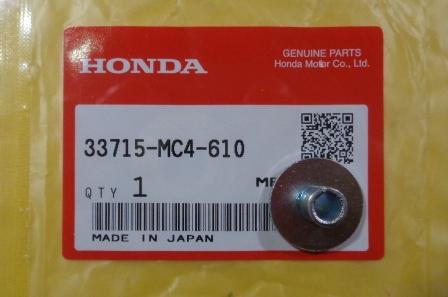 HONDA
GENUINE PARTS
Honda Motor Co., Ltd.
33715-MC4-610
QTY 1
MADE IN JAPAN